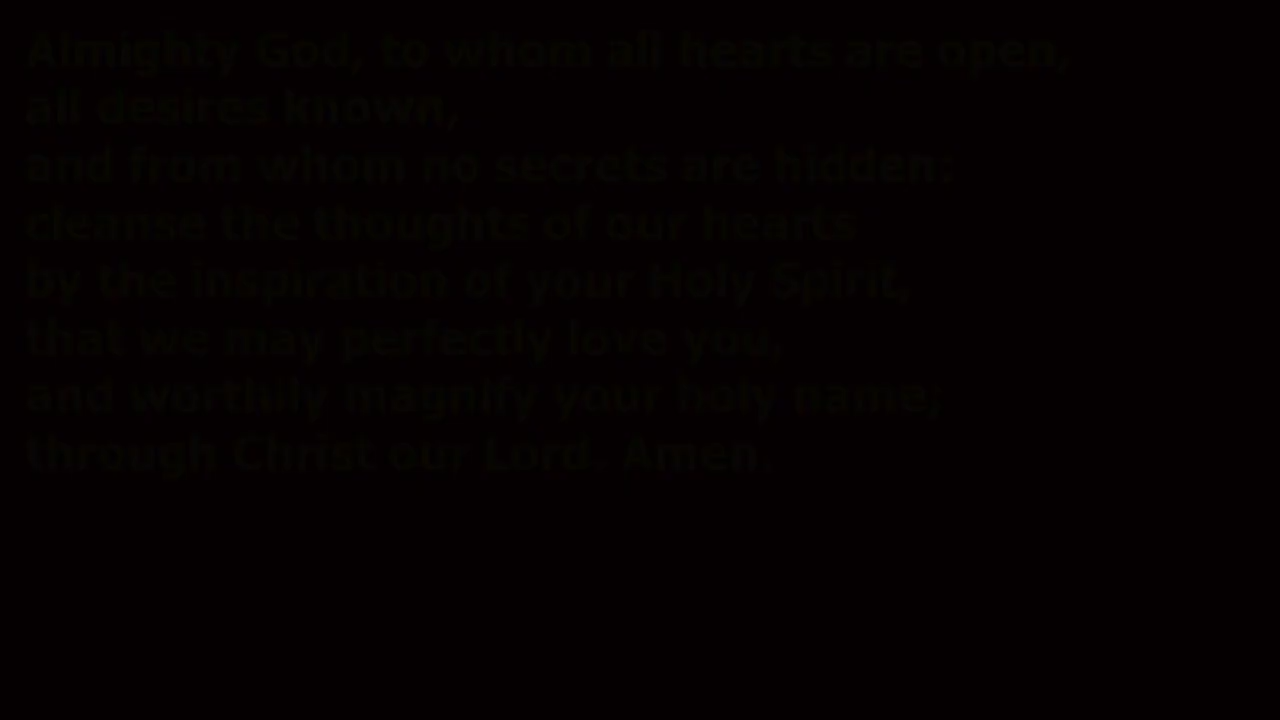 Almighty God, to whom all hearts are open,
all desires known,
and from whom no secrets are hidden;
cleanse the thoughts of our hearts
by the inspiration of your Holy Spirit,
that we may perfectly love you,
and worthily magnify your holy name;
through Christ our Lord. Amen.